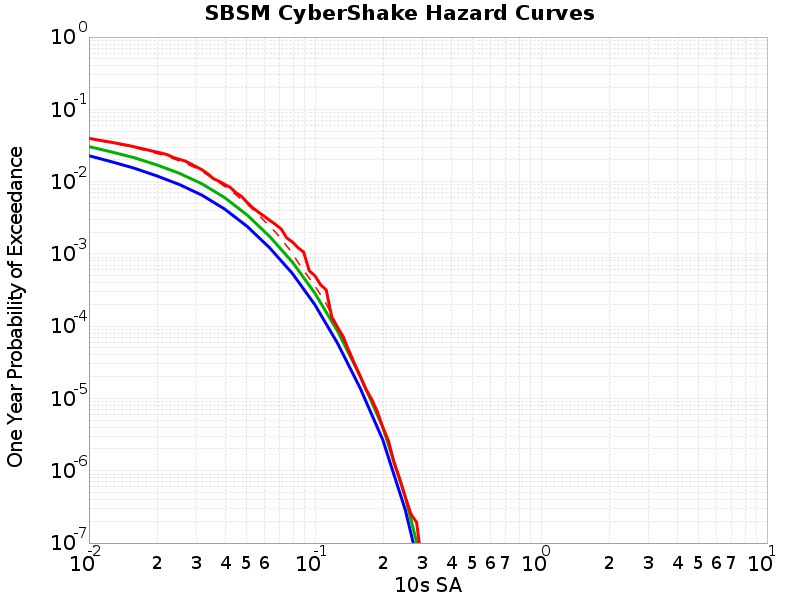 SBSM CyberShake Hazard Curves
One Year Probability of Exceedance
10^0
10^-1
10^-2
10^-3
10^-4
10^-5
10^-6
10^-7
10^-2 2 3 4 5 6 10^-1 2 3 4 5 6 7 10^0 2 3 4 5 6 7 10^1
10s SA